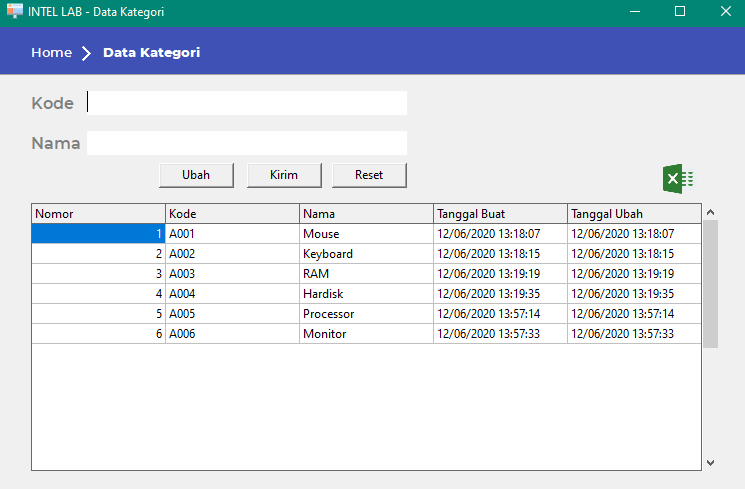 INTEL LAB - Data Kategori
Home Data Kategori
Kode
Nama
Ubah Kirim Reset
Nomor Kode Nama Tanggal Buat Tanggal Ubah
1 A001 Mouse 12/06/2020 13:18:07 12/06/2020 13:18:07
2 A002 Keyboard 12/06/2020 13:18:15 12/06/2020 13:18:15
3 A003 RAM 12/06/2020 13:19:19 12/06/2020 13:19:19
4 A004 Hardisk 12/06/2020 13:19:35 12/06/2020 13:19:35
5 A005 Processor 12/06/2020 13:57:14 12/06/2020 13:57:14
6 A006 Monitor 12/06/2020 13:57:33 12/06/2020 13:57:33